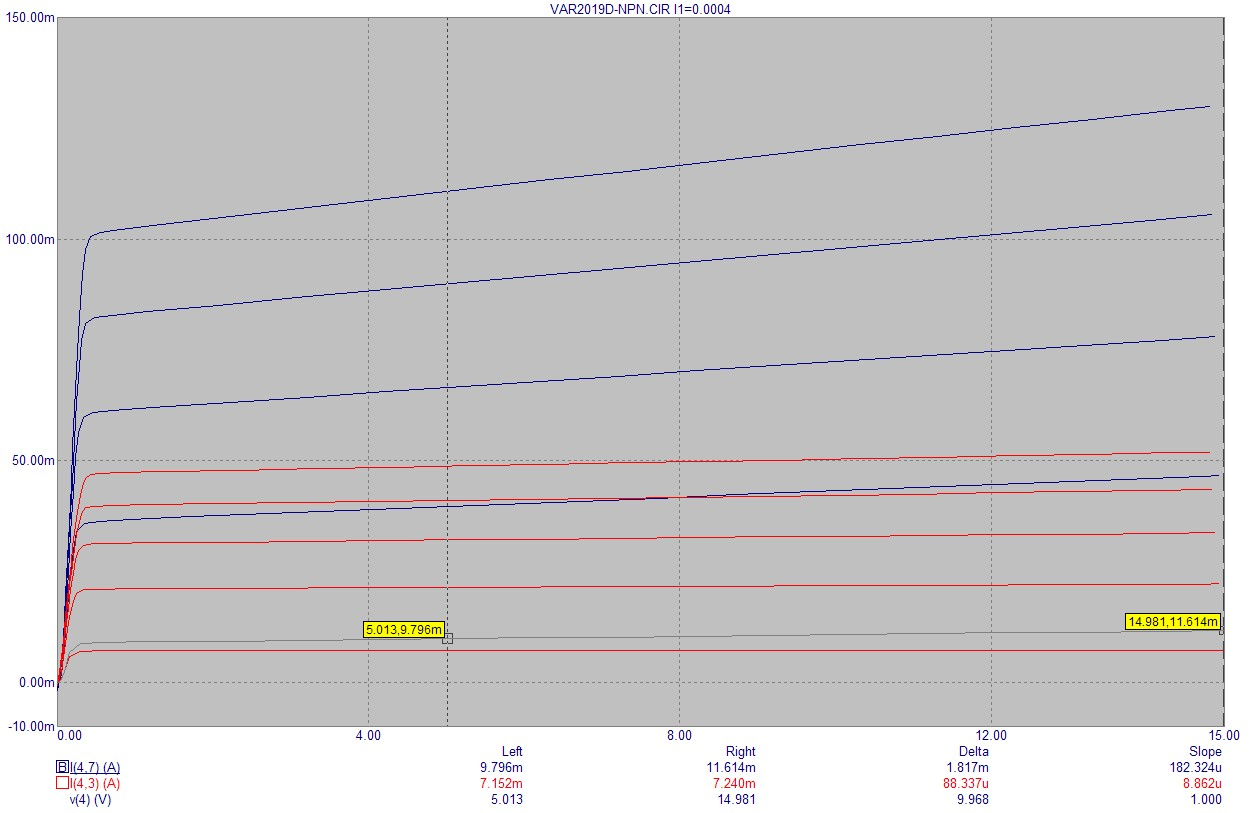 VAR2019D-NPN.CIR I1=0.0004
150.00m
100.00m
50.00m
0.00m
-10.00m
5.013,9.796m
14.981,11.614m
0.00 4.00 8.00 12.00 15.00
Left Right Delta Slope
B I(4,7) (A) 9.796m 11.614m 1.817m 182.324u
I(4,3) (A) 7.152m 7.240m 88.337u 8.862u
v(4) (V) 5.013 14.981 9.968 1.000